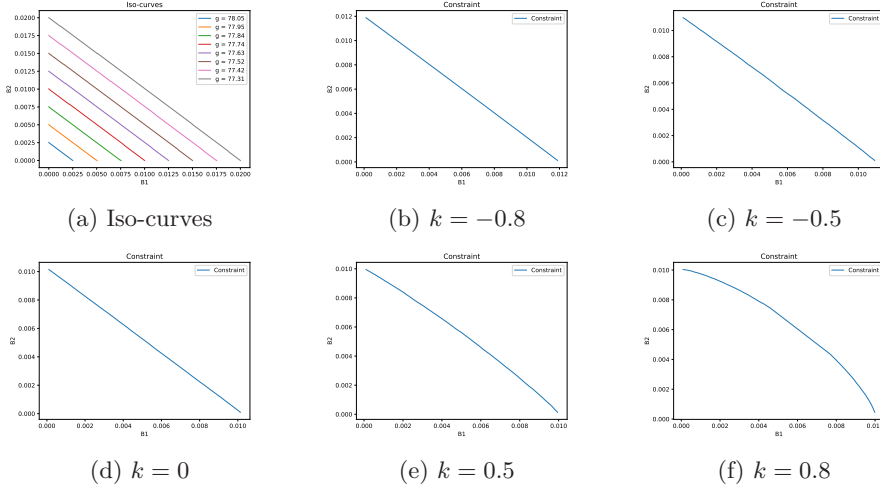 Iso-curves
Constraint
Constraint
0.0200
0.0175
0.0150
0.0125
0.0100
0.0075
0.0050
0.0025
0.0000
B2
g = 78.05
g = 77.95
g = 77.84
g = 77.74
g = 77.63
g = 77.52
g = 77.42
g = 77.31
0.0000 0.0025 0.0050 0.0075 0.0100 0.0125 0.0150 0.0175 0.0200
B1
0.012
0.010
0.008
0.006
0.004
0.002
0.000
B2
Constraint
0.000 0.002 0.004 0.006 0.008 0.010 0.012
B1
0.010
0.008
0.006
0.004
0.002
0.000
B2
Constraint
0.000 0.002 0.004 0.006 0.008 0.010
B1
(a) Iso-curves
(b) k = −0.8
(c) k = −0.5
Constraint
Constraint
Constraint
0.010
0.008
0.006
0.004
0.002
0.000
B2
Constraint
0.000 0.002 0.004 0.006 0.008 0.010
B1
0.010
0.008
0.006
0.004
0.002
0.000
B2
Constraint
0.000 0.002 0.004 0.006 0.008 0.010
B1
0.010
0.008
0.006
0.004
0.002
0.000
B2
Constraint
0.000 0.002 0.004 0.006 0.008 0.01
B1
(d) k = 0
(e) k = 0.5
(f) k = 0.8